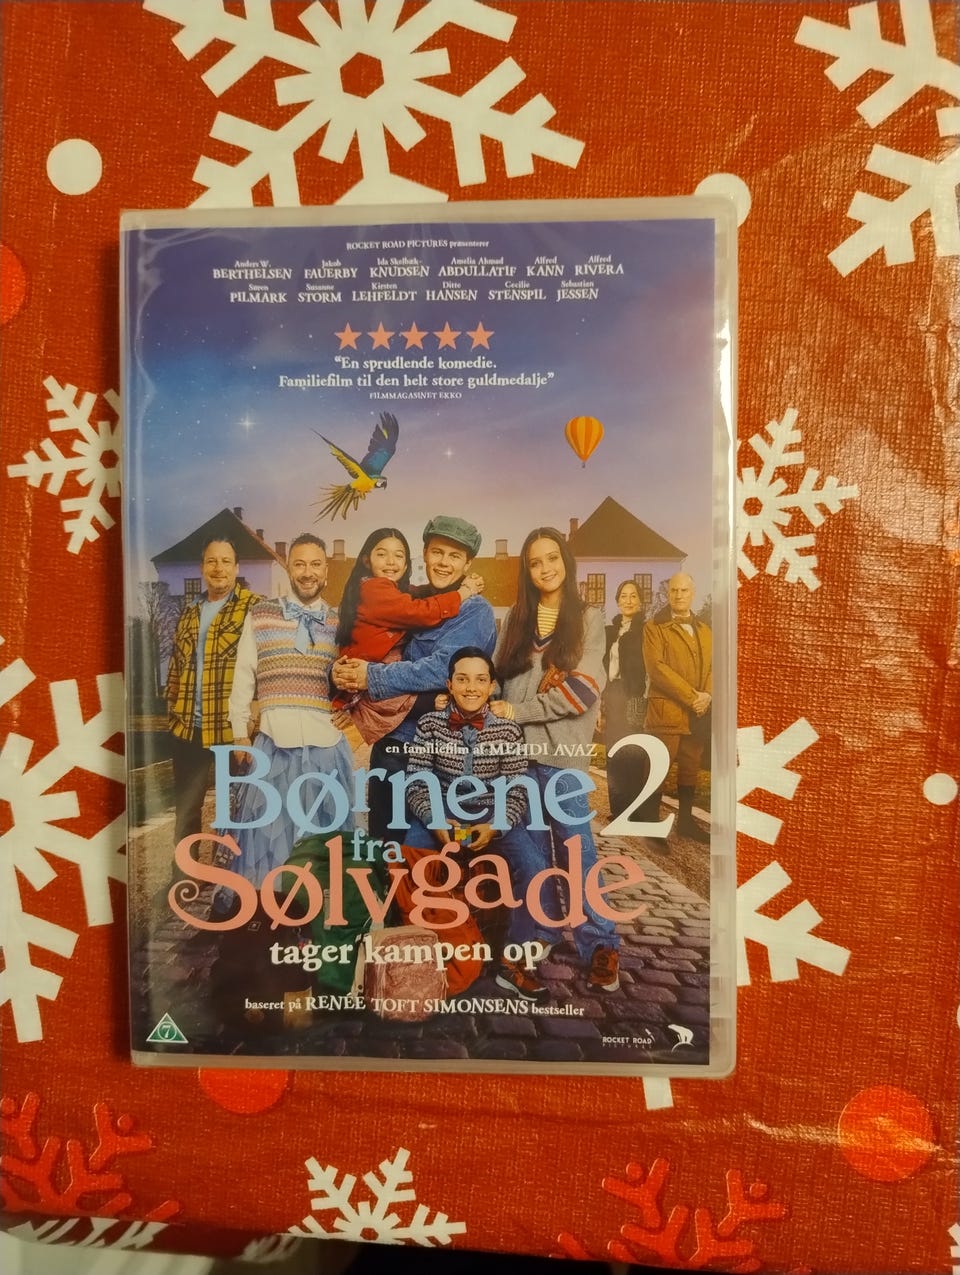 ROCKET ROAD PICTURES præsenterer
Anders W. BERTHELSEN Jakob FAUERBY Ida Skelbæk-KNUDSEN Amelia Ahmad ABDULLATIF Alfred KANN Alfred RIVERA
Søren PILMARK Susanne STORM Kirsten LEHFELDT Ditte HANSEN Cecilie STENSPIL Sebastian JESSEN
“En sprudlende komedie.
Familiefilm til den helt store guldmedalje”
FILMMAGASINET EKKO
en familiefilm af MEHDI AVAZ
Børnene 2
fra
Sølvgade
tager kampen op
baseret på RENÉE TOFT SIMONSENS bestseller
7
ROCKET ROAD
PICTURES